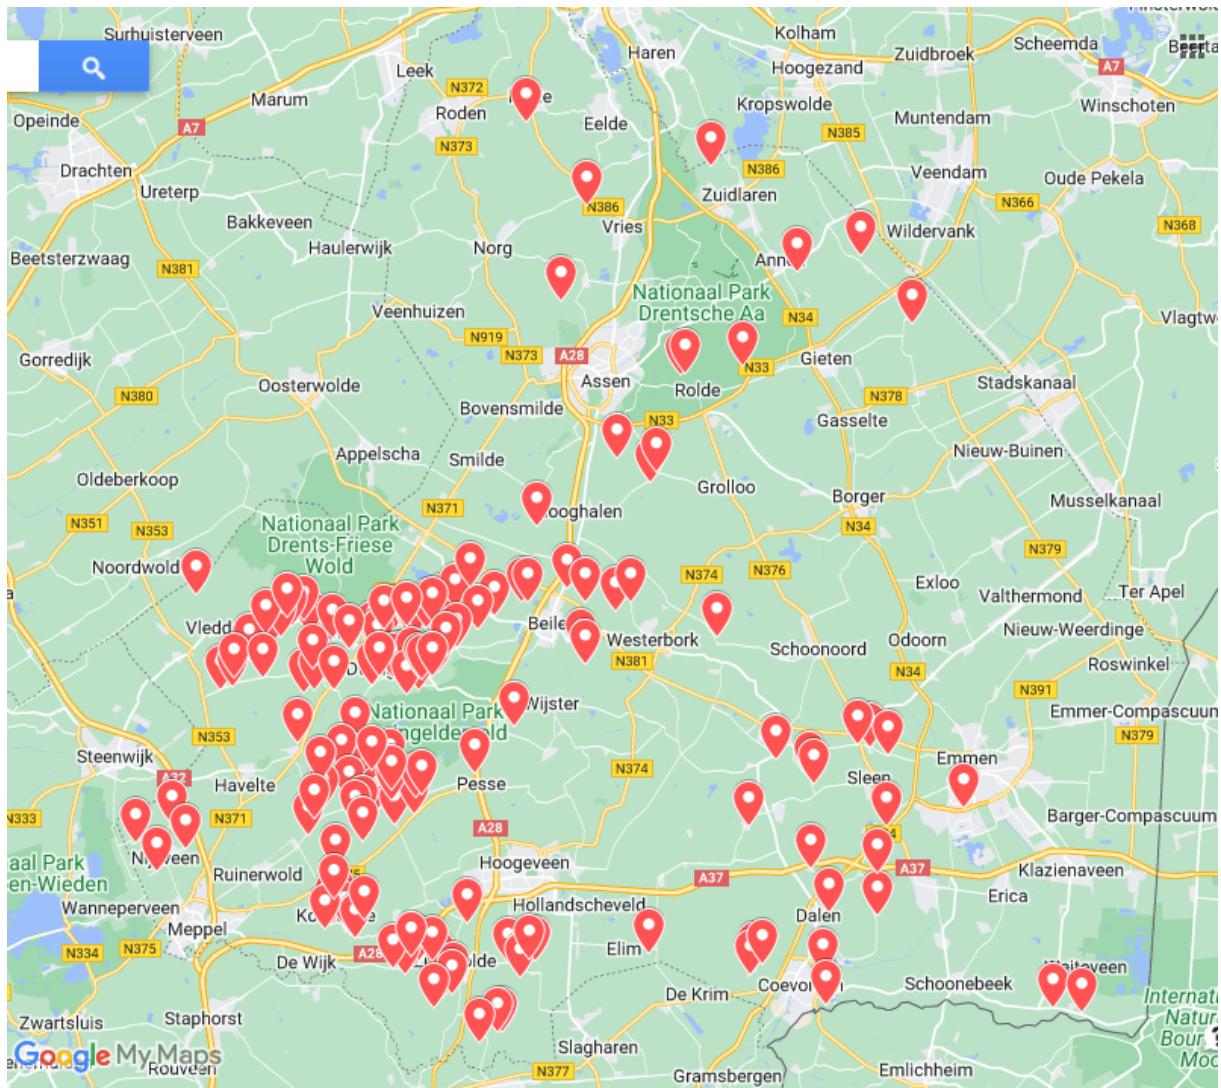 Surhuisterveen
Haren
Kolham
Scheemda
Zuidbroek
Leek
Hoogezand
A7
N372
Marum
Roden
Eelde
Kropswolde
Winschoten
Opeinde
A7
N385
Muntendam
N373
Drachten
Ureterp
N386
Zuidlaren
Veendam
Oude Pekela
N366
N386
Bakkeveen
Vries
N368
Haulerwijk
Norg
Wildervank
Beetsterzwaag
N381
Nationaal Park
Drentsche Aa
Veenhuizen
N34
Vlagtw
N919
Gorredijk
N373
A28
N33
Gieten
Oosterwolde
Assen
Rolde
Stadskanaal
N380
N378
Bovensmilde
N33
Gasselte
Appelscha
Smilde
Nieuw-Buinen
Oldeberkoop
Grolloo
Borger
Musselkanaal
N371
N351
N353
Nationaal Park
Drents-Friese
Wold
N34
N379
Noordwold
N374
N376
Exloo
Valthermond
Ter Apel
Vledd
Beile
Westerbork
Schoonoord
Odoorn
Nieuw-Weerdinge
N381
Roswinkel
N34
N391
Nationaal Park
Wijster
Emmer-Compascuum
N353
N379
Steenwijk
Emmen
N374
Sleen
A32
Havelte
Pesse
N333
N371
A28
Barger-Compascuum
Hoogeveen
A37
A37
Klazienaveen
Ruinerwold
Erica
Wanneperveen
Hollandscheveld
Dalen
Meppel
N334
N375
A28
Elim
De Wijk
Schoonebeek
De Krim
Zwartsluis
Staphorst
Google My Maps
Rouveen
Slagharen
N377
Gramsbergen
Emlichheim